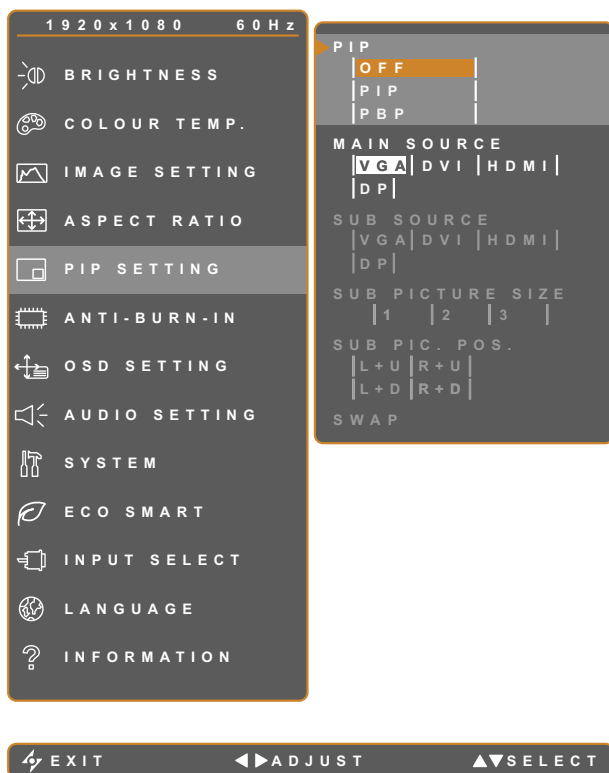 1920x1080 60Hz
BRIGHTNESS
COLOUR TEMP.
IMAGE SETTING
ASPECT RATIO
PIP SETTING
ANTI-BURN-IN
OSD SETTING
AUDIO SETTING
SYSTEM
ECO SMART
INPUT SELECT
LANGUAGE
INFORMATION
PIP
OFF
PIP
PBP
MAIN SOURCE
VGA DVI HDMI
DP
SUB SOURCE
VGA DVI HDMI
DP
SUB PICTURE SIZE
1 2 3
SUB PIC. POS.
L+U R+U
L+D R+D
SWAP
EXIT ADJUST SELECT